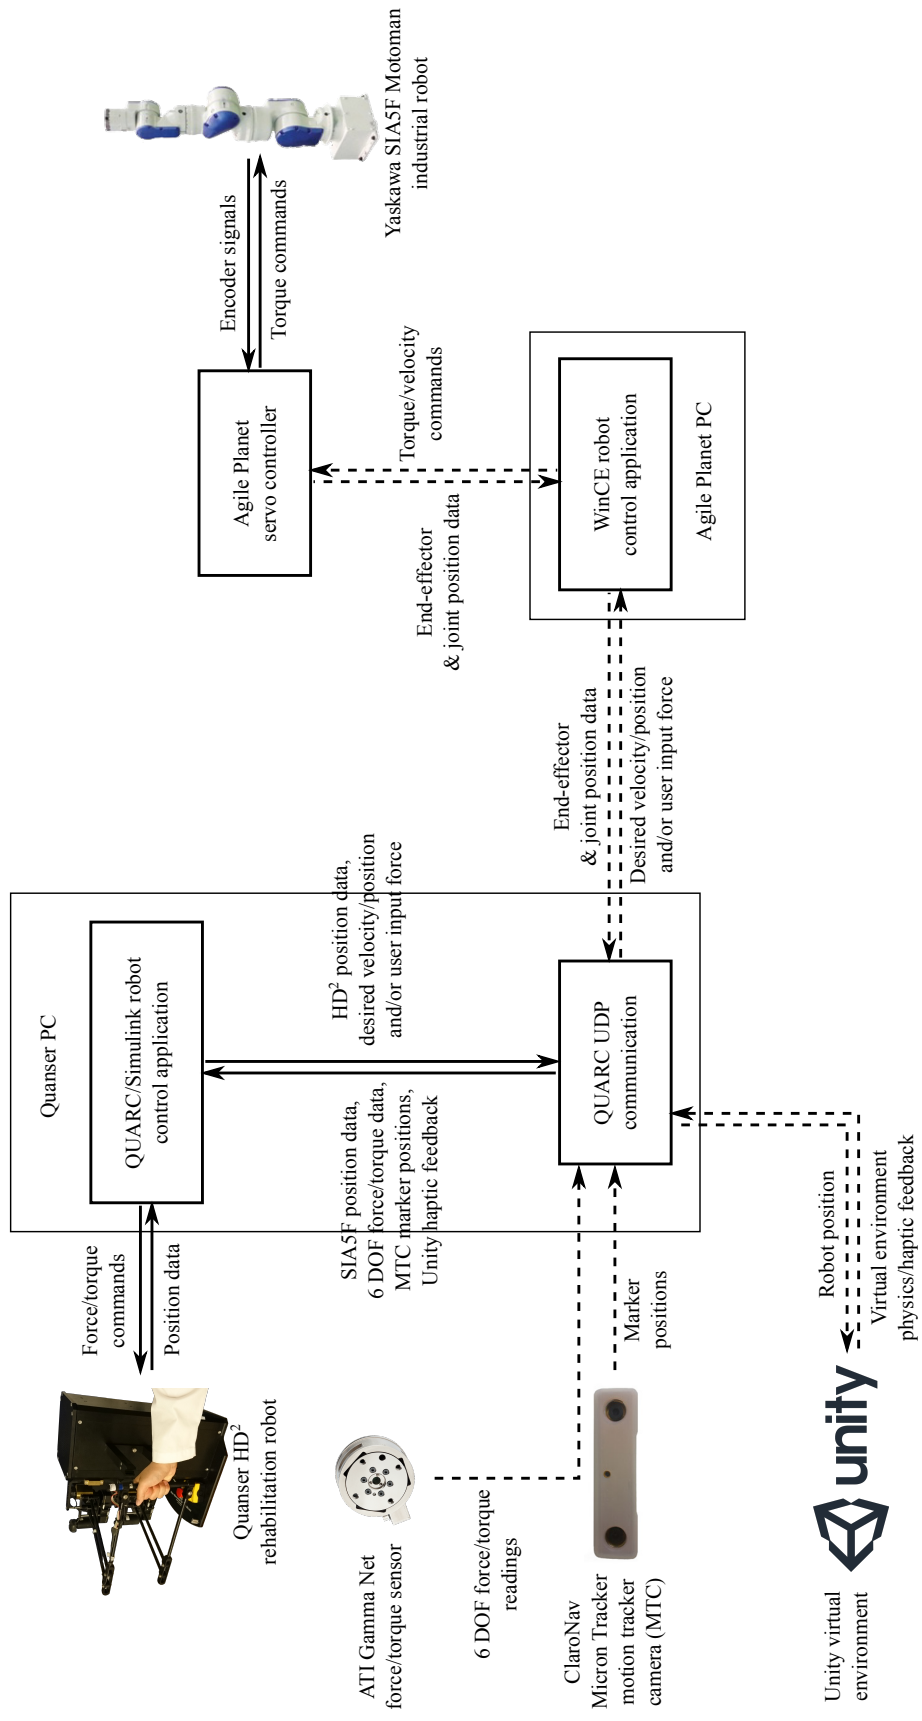 Quanser HD²
rehabilitation robot
Force/torque
commands
Position data
Quanser PC
QUARC/Simulink robot
control application
Encoder signals
Torque commands
Yaskawa SIA5F Motoman
industrial robot
Agile Planet
servo controller
ATI Gamma Net
force/torque sensor
SIA5F position data,
6 DOF force/torque data,
MTC marker positions,
Unity haptic feedback
HD² position data,
desired velocity/position
and/or user input force
End-effector
& joint position data
Torque/velocity
commands
6 DOF force/torque
readings
ClaroNav
Micron Tracker
motion tracker
camera (MTC)
Marker
positions
QUARC UDP
communication
End-effector
& joint position data
Desired velocity/position
and/or user input force
WinCE robot
control application
Agile Planet PC
Unity virtual
environment
unity
Robot position
Virtual environment
physics/haptic feedback